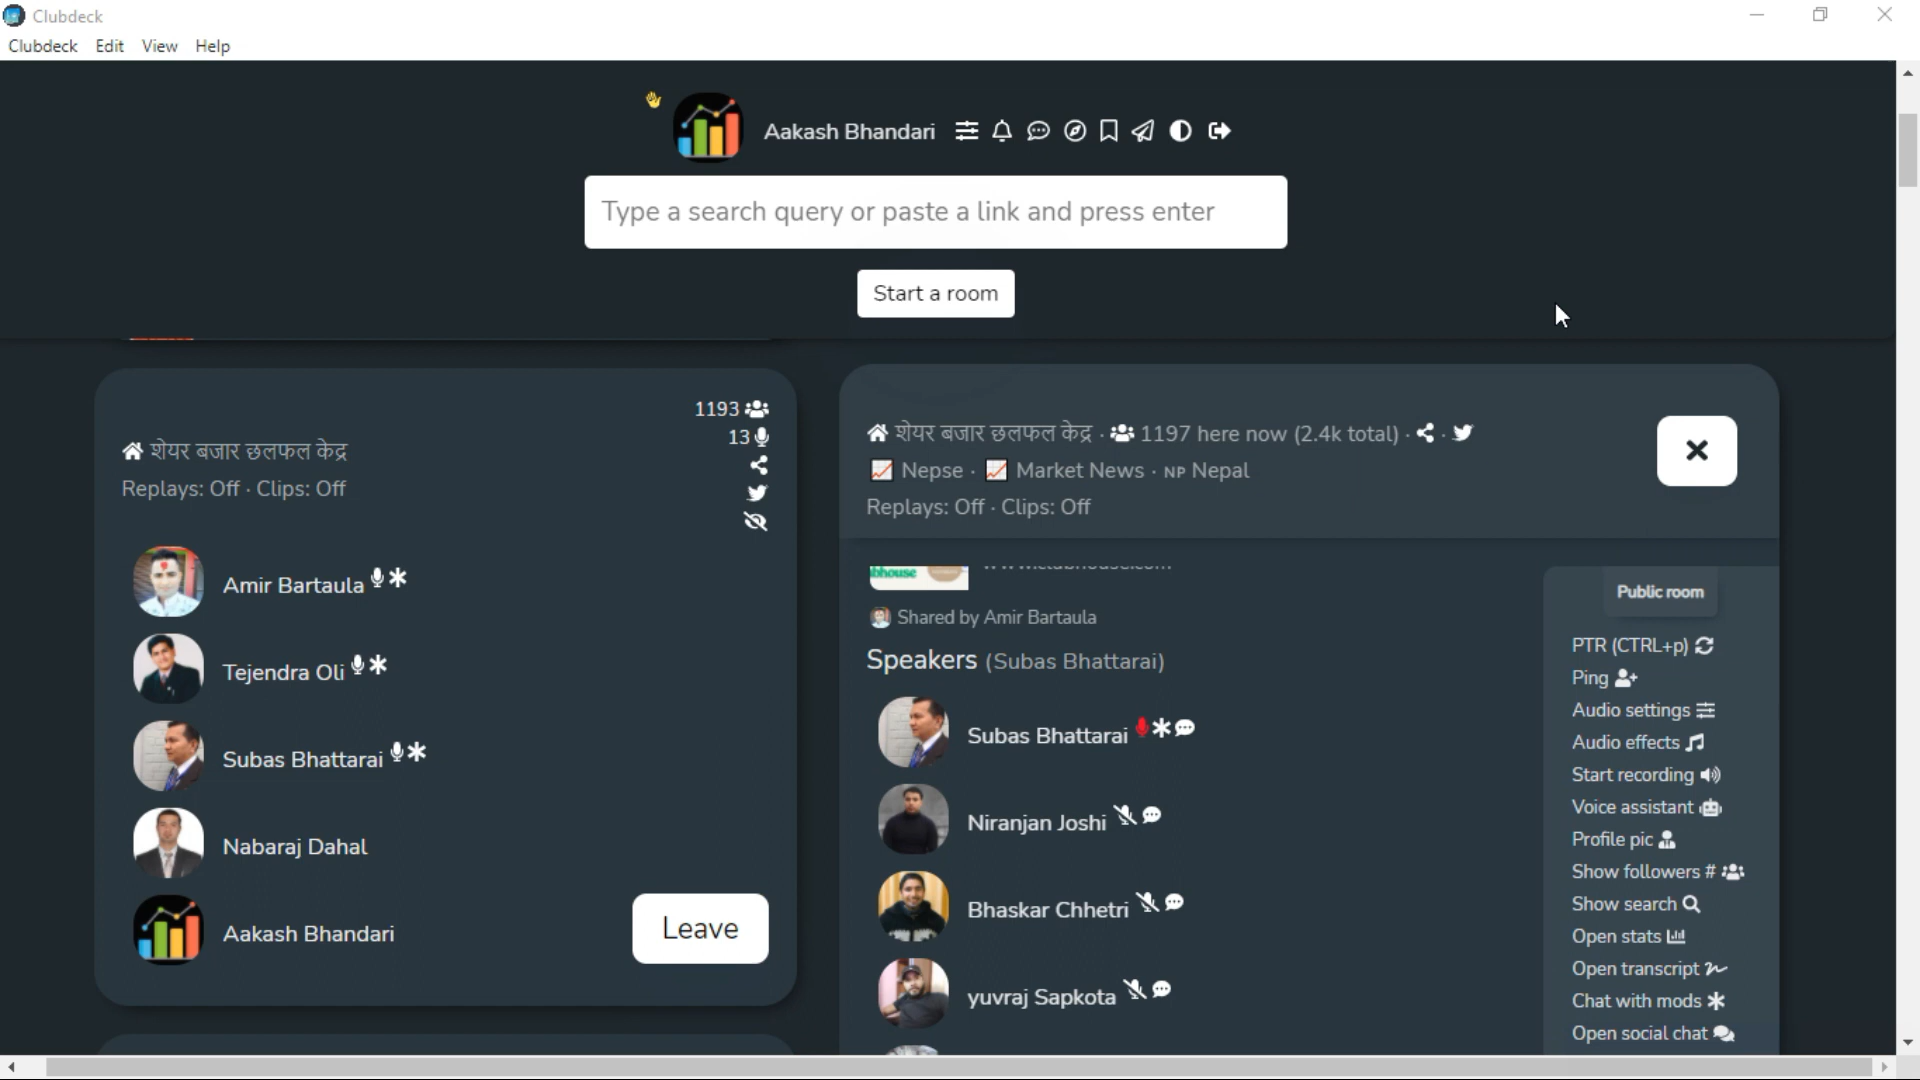 Clubdeck
Clubdeck Edit View Help
Aakash Bhandari
Type a search query or paste a link and press enter
Start a room
1193
13
शेयर बजार छलफल केन्द्र
Replays: Off · Clips: Off
Amir Bartaula
Tejendra Oli
Subas Bhattarai
Nabaraj Dahal
Aakash Bhandari
Leave
शेयर बजार छलफल केन्द्र · 1197 here now (2.4k total) · ·
Nepse · Market News · NP Nepal
Replays: Off · Clips: Off
Shared by Amir Bartaula
Speakers (Subas Bhattarai)
Subas Bhattarai
Niranjan Joshi
Bhaskar Chhetri
yuvraj Sapkota
Public room
PTR (CTRL+p)
Ping
Audio settings
Audio effects
Start recording
Voice assistant
Profile pic
Show followers #
Show search
Open stats
Open transcript
Chat with mods
Open social chat